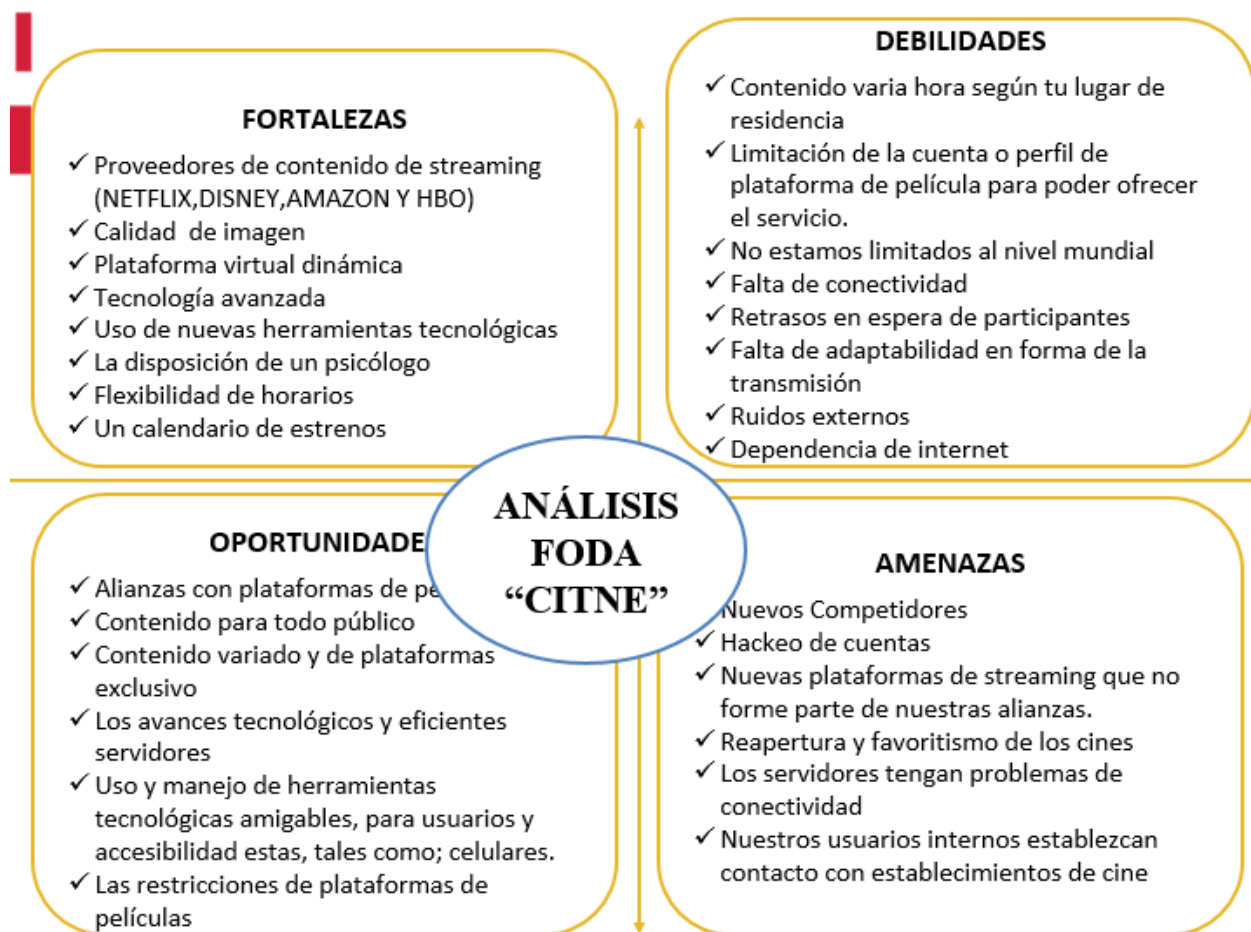 FORTALEZAS
✓ Proveedores de contenido de streaming
(NETFLIX,DISNEY,AMAZON Y HBO)
✓ Calidad de imagen
✓ Plataforma virtual dinámica
✓ Tecnología avanzada
✓ Uso de nuevas herramientas tecnológicas
✓ La disposición de un psicólogo
✓ Flexibilidad de horarios
✓ Un calendario de estrenos
DEBILIDADES
✓ Contenido varia hora según tu lugar de
residencia
✓ Limitación de la cuenta o perfil de
plataforma de película para poder ofrecer
el servicio.
✓ No estamos limitados al nivel mundial
✓ Falta de conectividad
✓ Retrasos en espera de participantes
✓ Falta de adaptabilidad en forma de la
transmisión
✓ Ruidos externos
✓ Dependencia de internet
ANÁLISIS
FODA
“CITNE”
OPORTUNIDADE
✓ Alianzas con plataformas de
✓ Contenido para todo público
✓ Contenido variado y de plataformas
exclusivo
✓ Los avances tecnológicos y eficientes
servidores
✓ Uso y manejo de herramientas
tecnológicas amigables, para usuarios y
accesibilidad estas, tales como; celulares.
✓ Las restricciones de plataformas de
películas
AMENAZAS
Nuevos Competidores
✓ Hackeo de cuentas
✓ Nuevas plataformas de streaming que no
forme parte de nuestras alianzas.
✓ Reapertura y favoritismo de los cines
✓ Los servidores tengan problemas de
conectividad
✓ Nuestros usuarios internos establezcan
contacto con establecimientos de cine